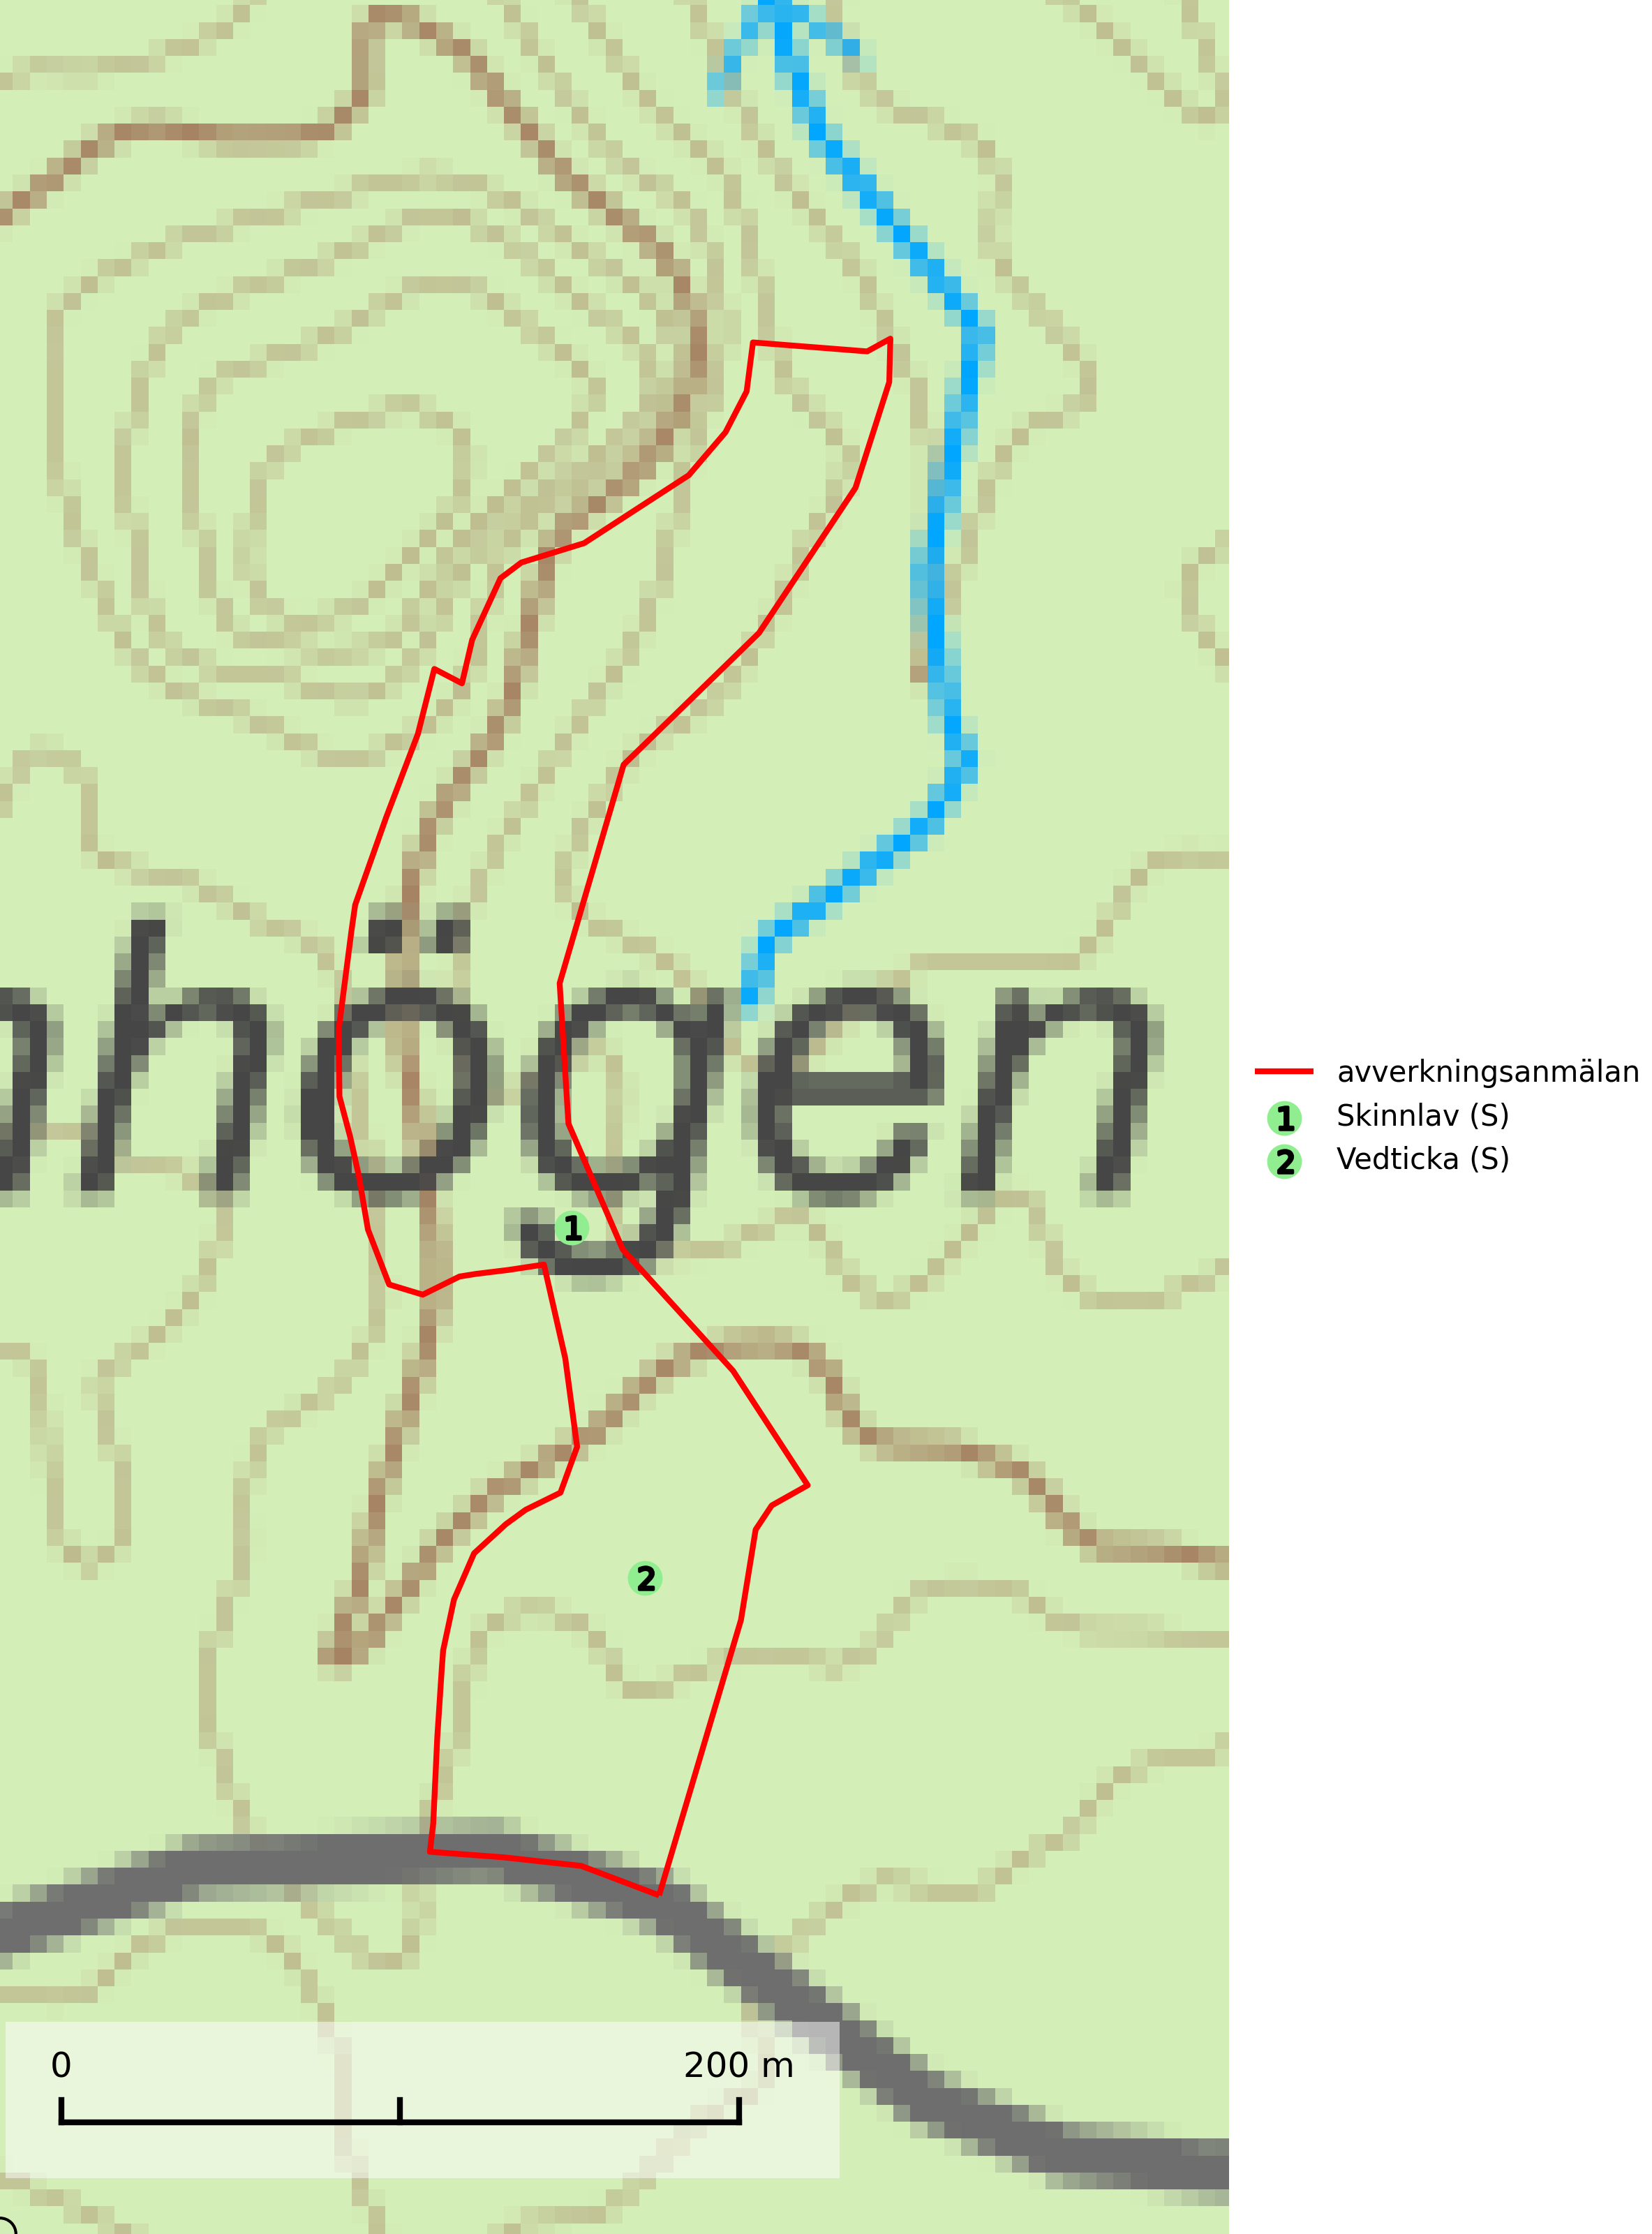 högen
1
2
avverkningsanmälan
1 Skinnlav (S)
2 Vedticka (S)
0 200 m